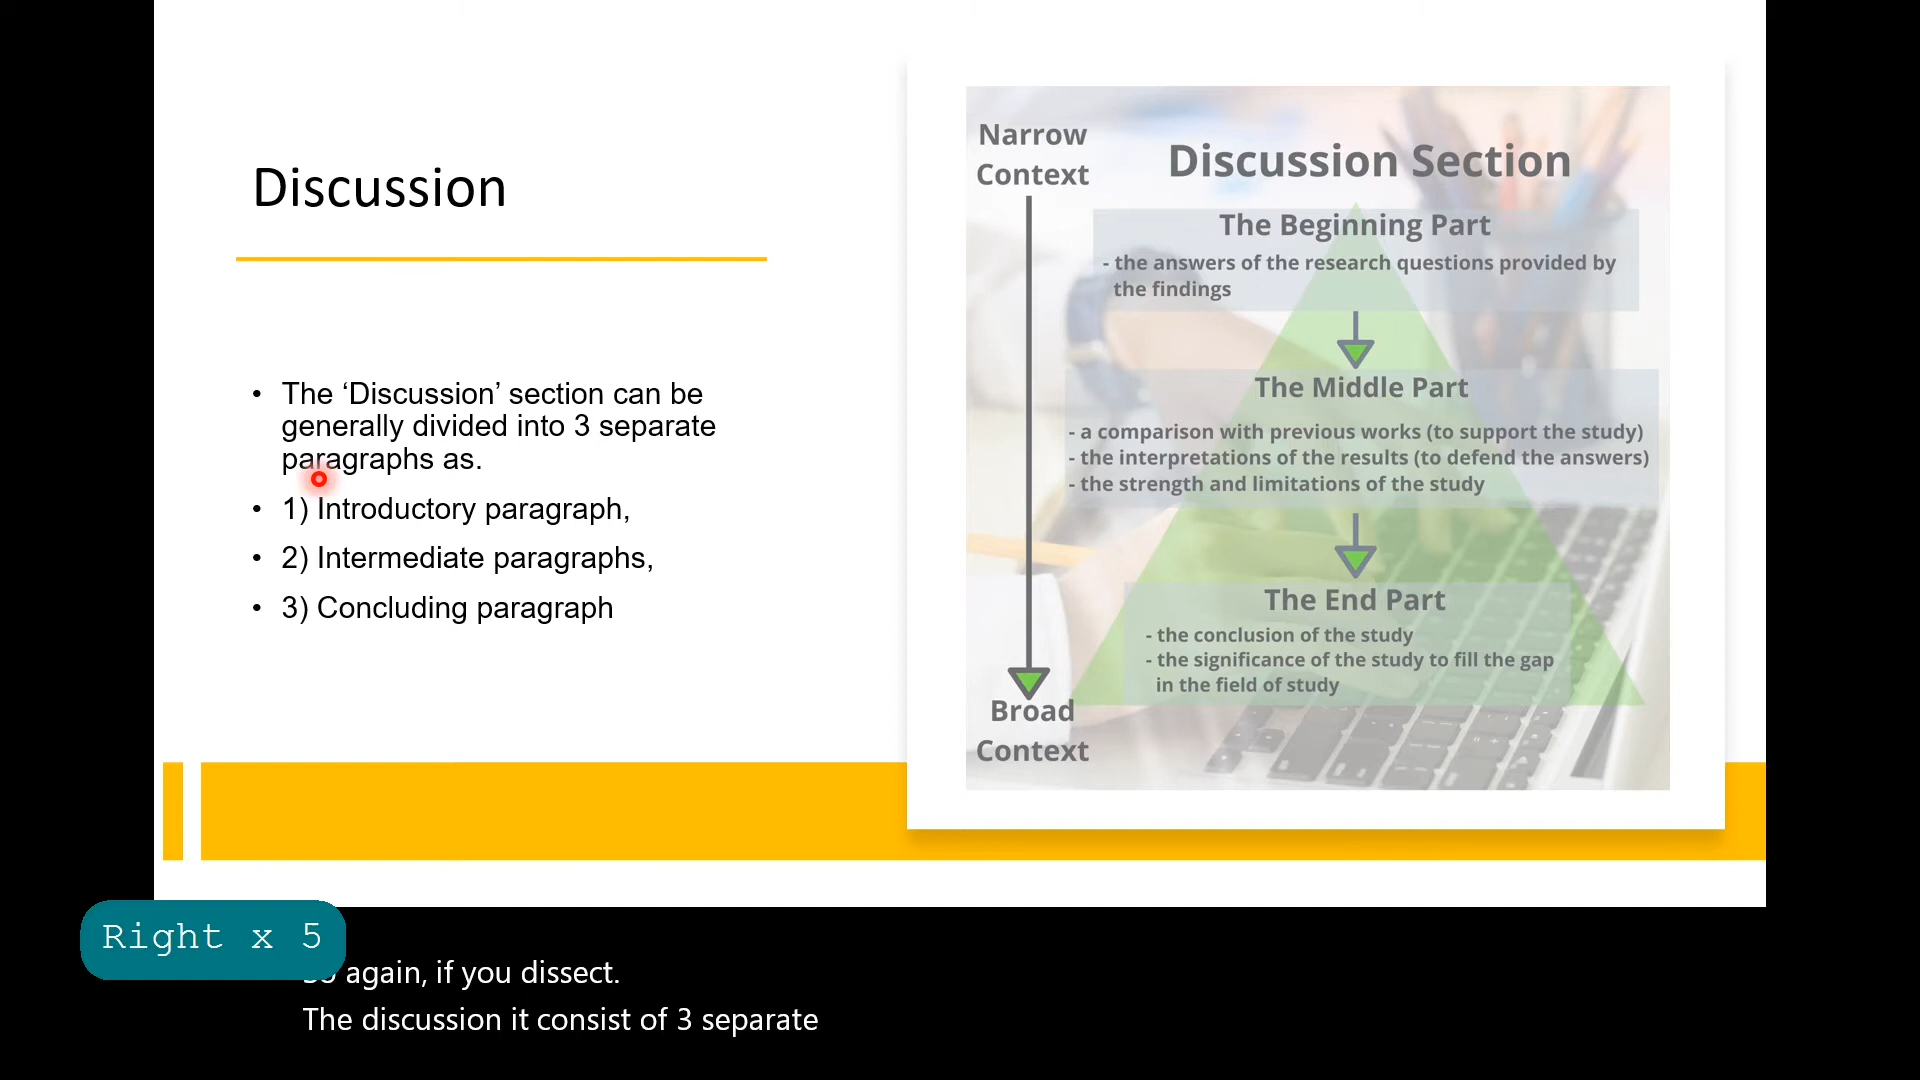 Discussion
• The ‘Discussion’ section can be
generally divided into 3 separate
paragraphs as.
• 1) Introductory paragraph,
• 2) Intermediate paragraphs,
• 3) Concluding paragraph
Narrow
Context
Discussion Section
The Beginning Part
- the answers of the research questions provided by
the findings
The Middle Part
- a comparison with previous works (to support the study)
- the interpretations of the results (to defend the answers)
- the strength and limitations of the study
The End Part
- the conclusion of the study
- the significance of the study to fill the gap
in the field of study
Broad
Context
Right x 5
again, if you dissect.
The discussion it consist of 3 separate